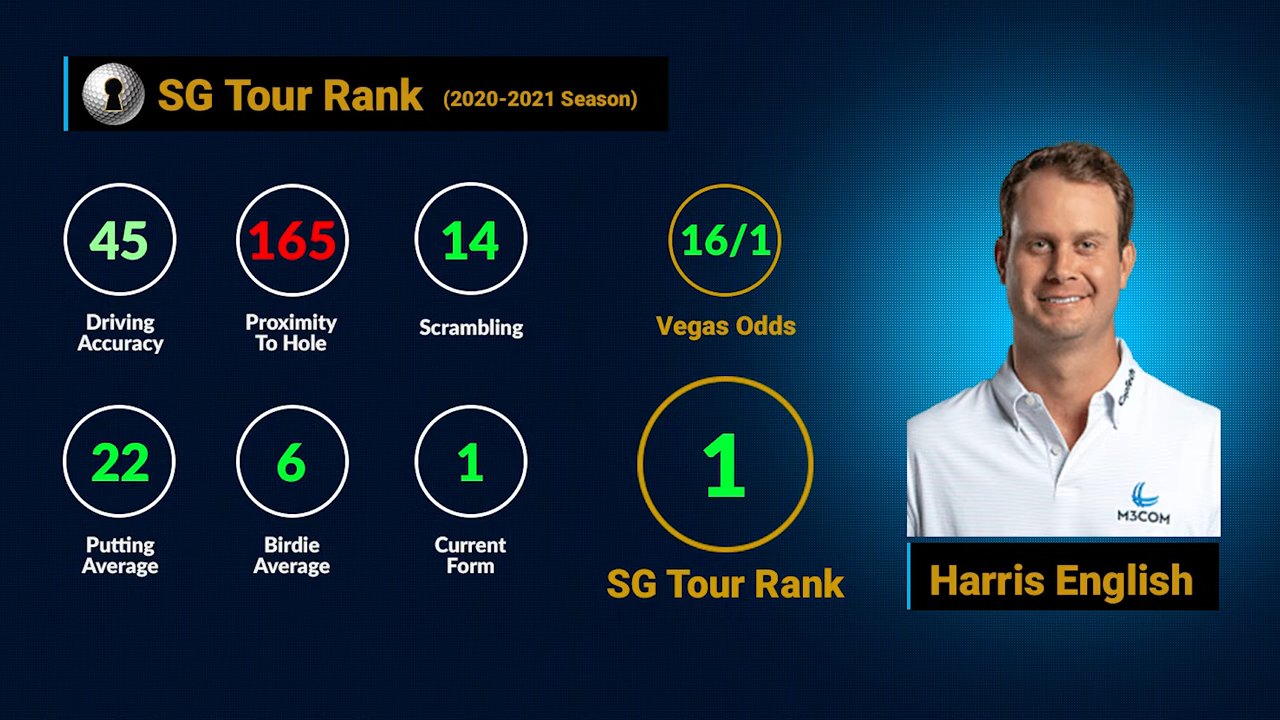 SG Tour Rank (2020-2021 Season)
45
165
14
16/1
Driving
Accuracy
Proximity
To Hole
Scrambling
Vegas Odds
22
6
1
1
Putting
Average
Birdie
Average
Current
Form
SG Tour Rank
M3COM
Harris English